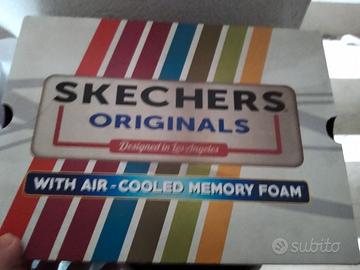 SKECHERS
ORIGINALS
Designed in Los Angeles
WITH AIR-COOLED MEMORY FOAM
subito